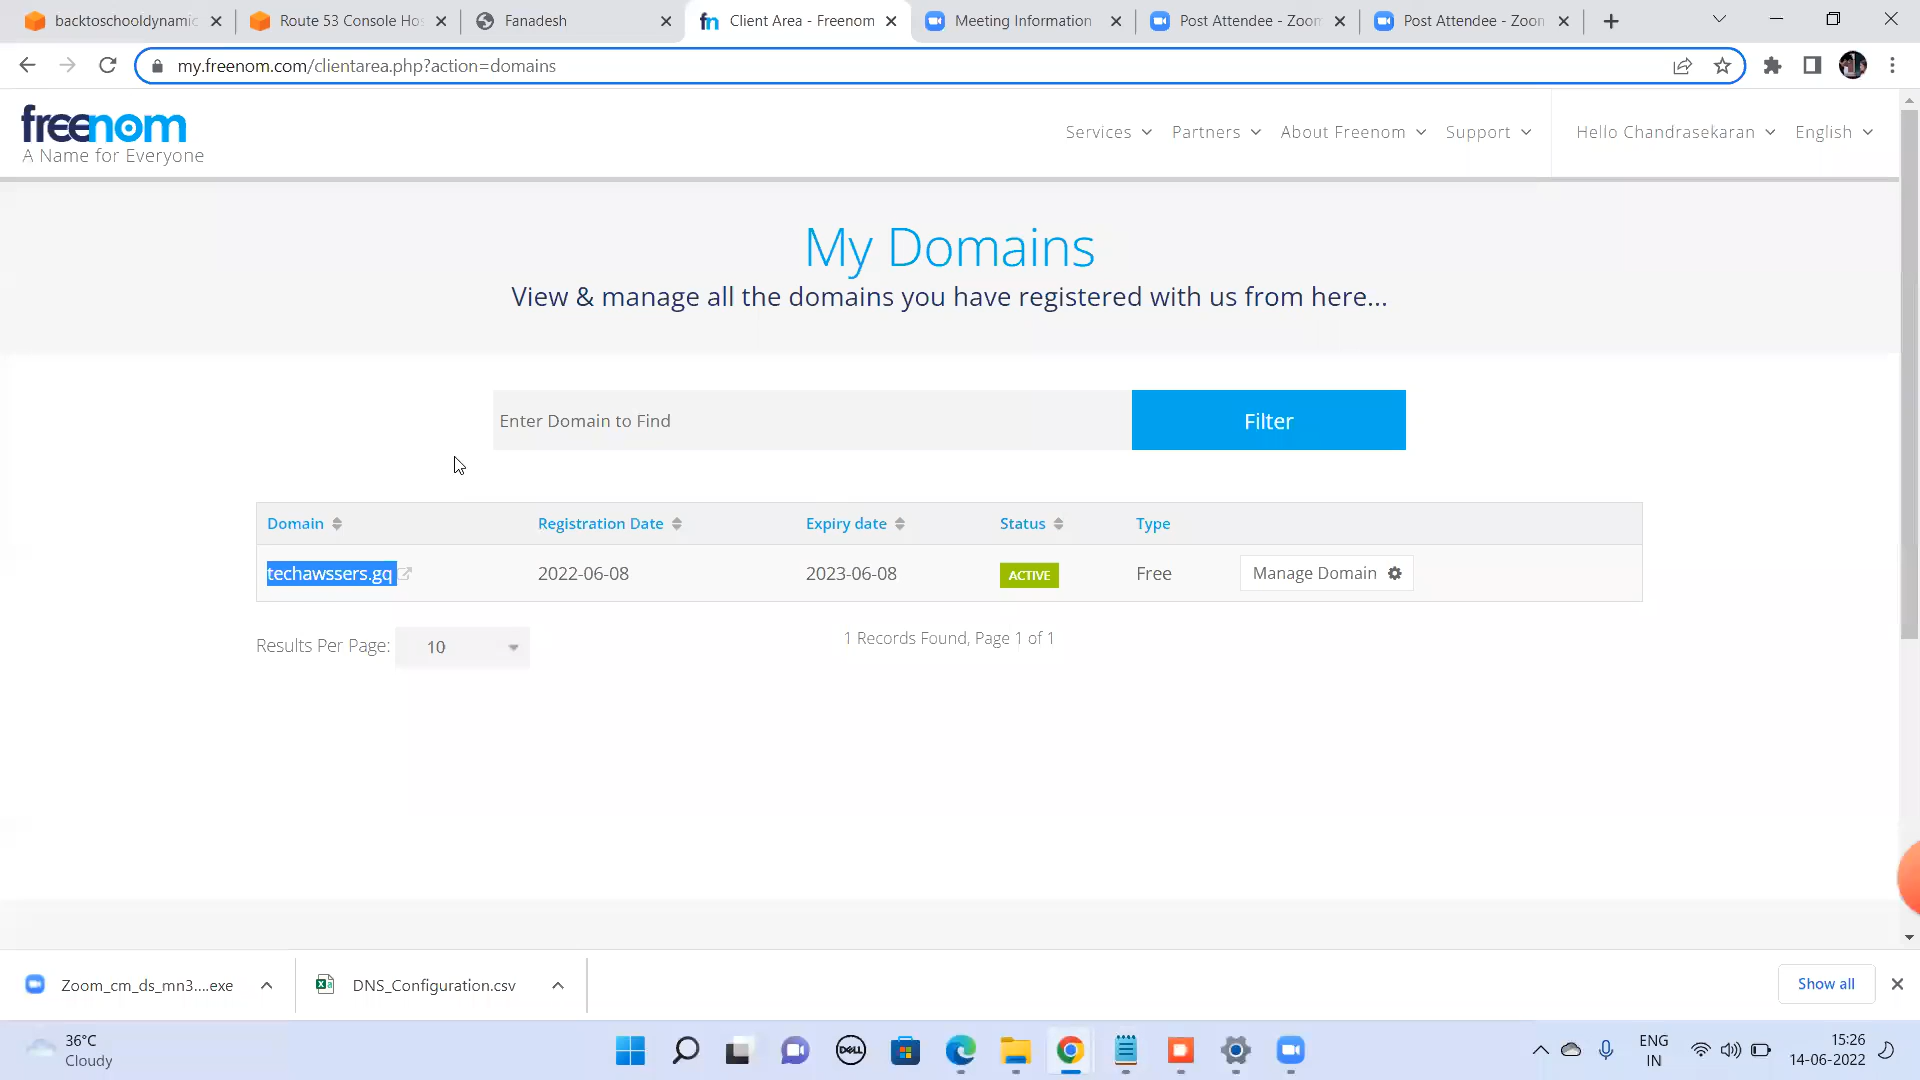 backtoschooldynamic
Route 53 Console Hos
Fanadesh
Client Area - Freenom
Meeting Information
Post Attendee - Zoom
Post Attendee - Zoom
my.freenom.com/clientarea.php?action=domains
freenom
A Name for Everyone
Services
Partners
About Freenom
Support
Hello Chandrasekaran
English
My Domains
View & manage all the domains you have registered with us from here...
Enter Domain to Find
Filter
Domain
Registration Date
Expiry date
Status
Type
techawssers.gq
2022-06-08
2023-06-08
ACTIVE
Free
Manage Domain
Results Per Page:
10
1 Records Found, Page 1 of 1
Zoom_cm_ds_mn3....exe
DNS_Configuration.csv
Show all
36°C
Cloudy
DELL
ENG
IN
15:26
14-06-2022